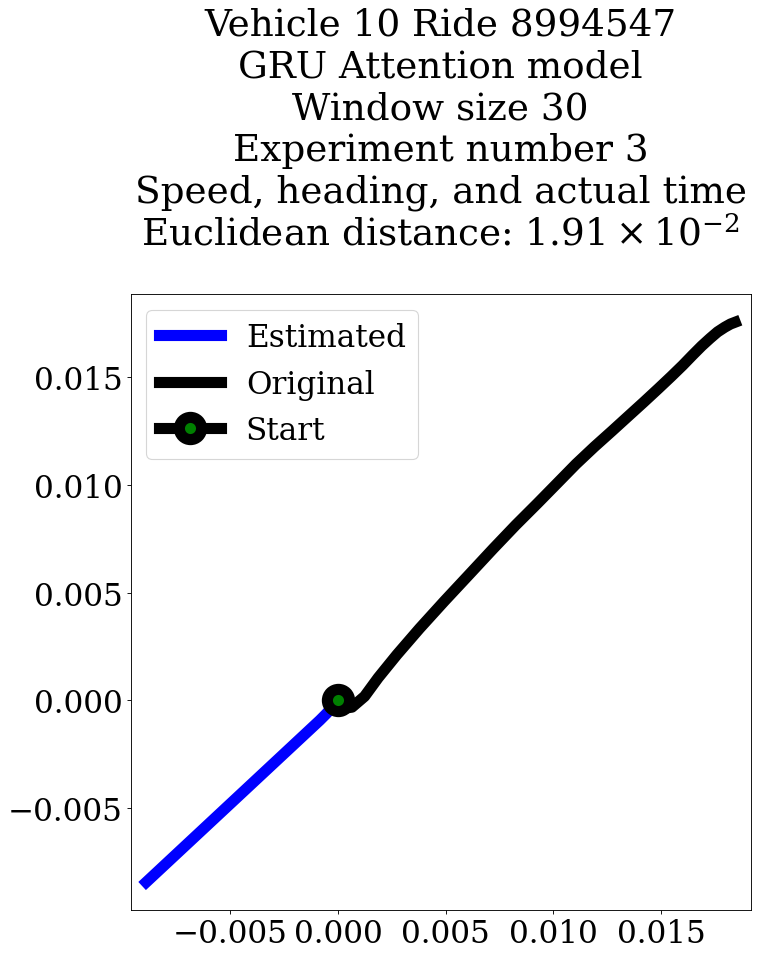 Vehicle 10 Ride 8994547
GRU Attention model
Window size 30
Experiment number 3
Speed, heading, and actual time
Euclidean distance: 1.91 × 10⁻²
Estimated
Original
Start
0.015
0.010
0.005
0.000
−0.005
−0.005 0.000 0.005 0.010 0.015